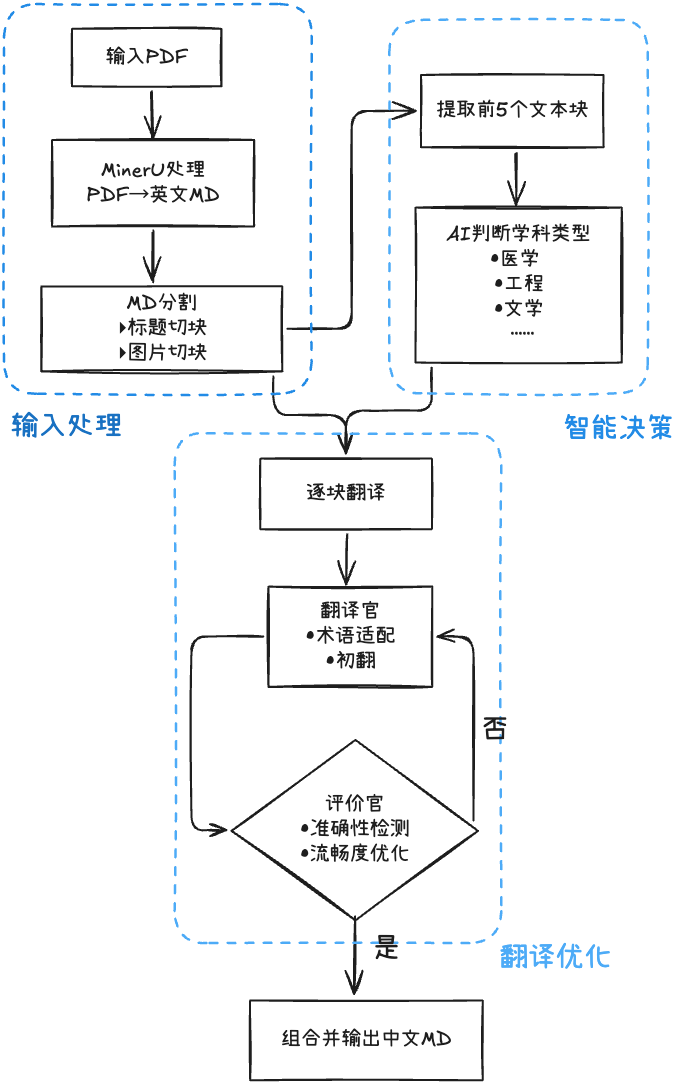 输入PDF
MinerU处理
PDF→英文MD
MD分割
▸标题切块
▸图片切块
输入处理
提取前5个文本块
AI判断学科类型
•医学
•工程
•文学
……
智能决策
逐块翻译
翻译官
•术语适配
•初翻
否
评价官
•准确性检测
•流畅度优化
是
翻译优化
组合并输出中文MD